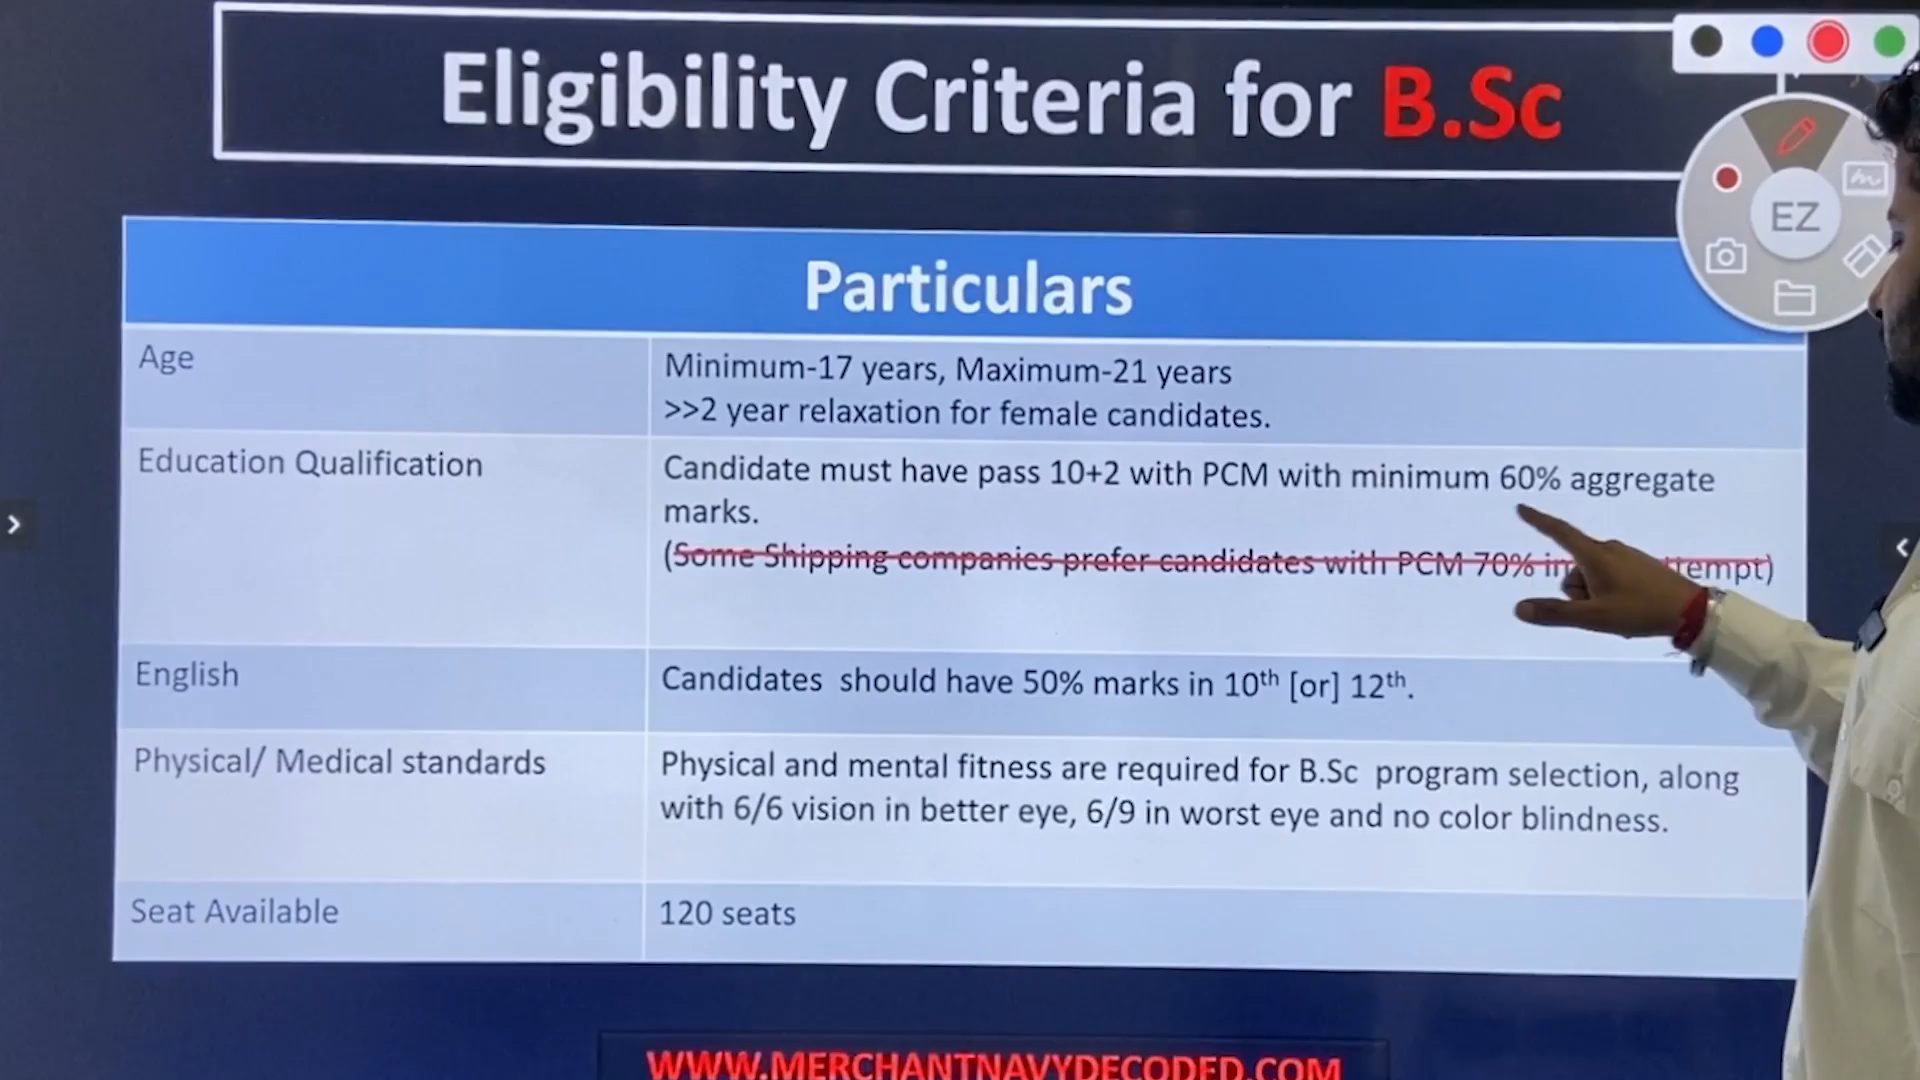 Eligibility Criteria for B.Sc
EZ
Particulars
Age
Minimum-17 years, Maximum-21 years
>>2 year relaxation for female candidates.
Education Qualification
Candidate must have pass 10+2 with PCM with minimum 60% aggregate
marks.
(Some Shipping companies prefer candidates with PCM 70% in
English
Candidates should have 50% marks in 10th [or] 12th.
Physical/ Medical standards
Physical and mental fitness are required for B.Sc program selection, along
with 6/6 vision in better eye, 6/9 in worst eye and no color blindness.
Seat Available
120 seats
WWW.MERCHANTNAVYDECODED.COM